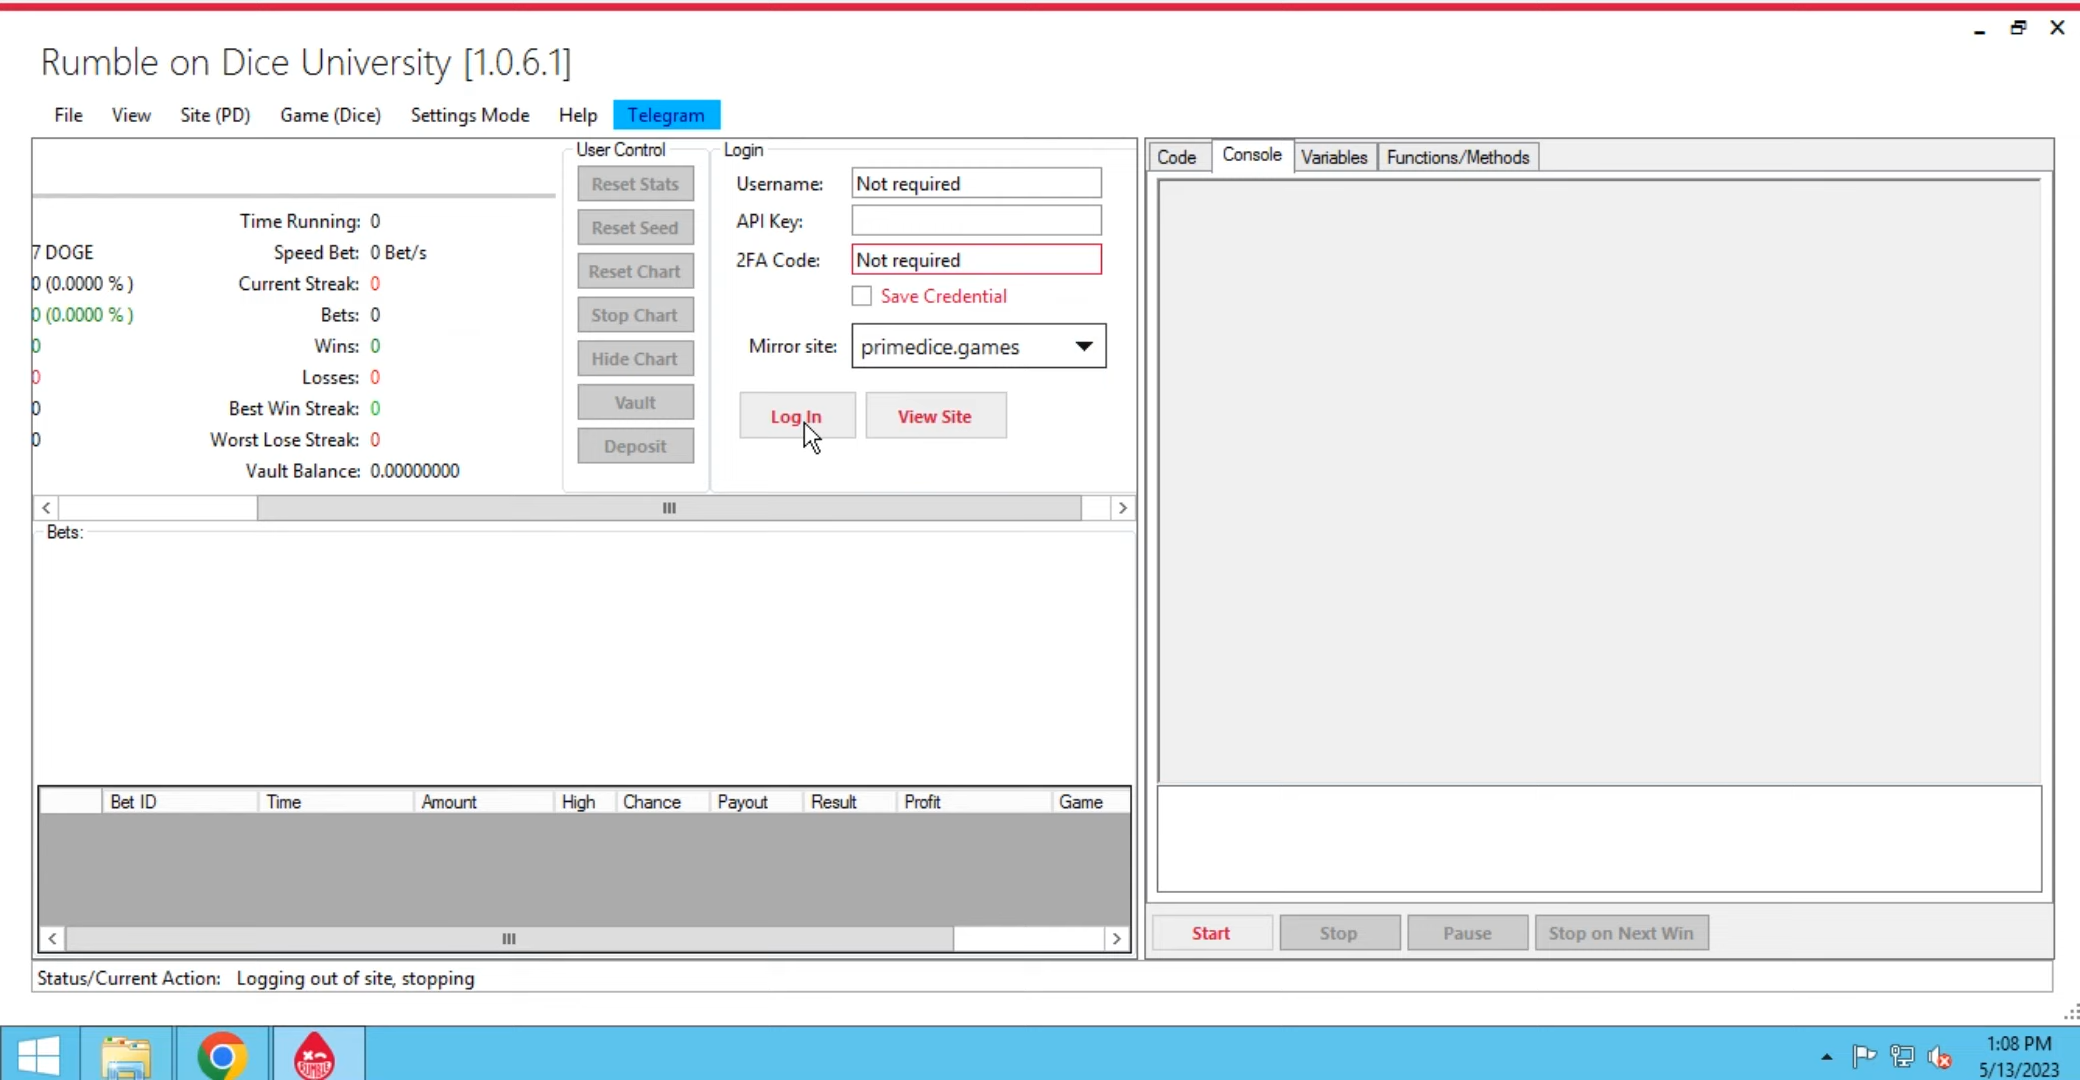 Rumble on Dice University [1.0.6.1]
File View Site (PD) Game (Dice) Settings Mode Help Telegram
Time Running: 0
7 DOGE Speed Bet: 0 Bet/s
0 (0.0000 % ) Current Streak: 0
0 (0.0000 % ) Bets: 0
0 Wins: 0
0 Losses: 0
0 Best Win Streak: 0
0 Worst Lose Streak: 0
Vault Balance: 0.00000000
User Control
Reset Stats
Reset Seed
Reset Chart
Stop Chart
Hide Chart
Vault
Deposit
Login
Username: Not required
API Key:
2FA Code: Not required
Save Credential
Mirror site: primedice.games
Log In View Site
Bets:
Bet ID Time Amount High Chance Payout Result Profit Game
Code Console Variables Functions/Methods
Start Stop Pause Stop on Next Win
Status/Current Action: Logging out of site, stopping
RUMBLE
1:08 PM
5/13/2023